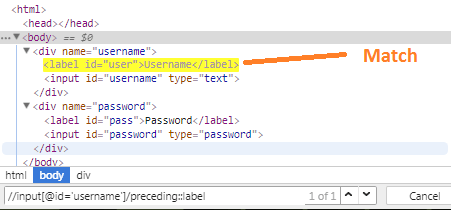 <html>
<head></head>
<body> == $0
<div name="username">
<label id="user">Username</label>
Match
<input id="username" type="text">
</div>
<div name="password">
<label id="pass">Password</label>
<input id="password" type="password">
</div>
</body>
html body div
//input[@id='username']/preceding::label 1 of 1 Cancel